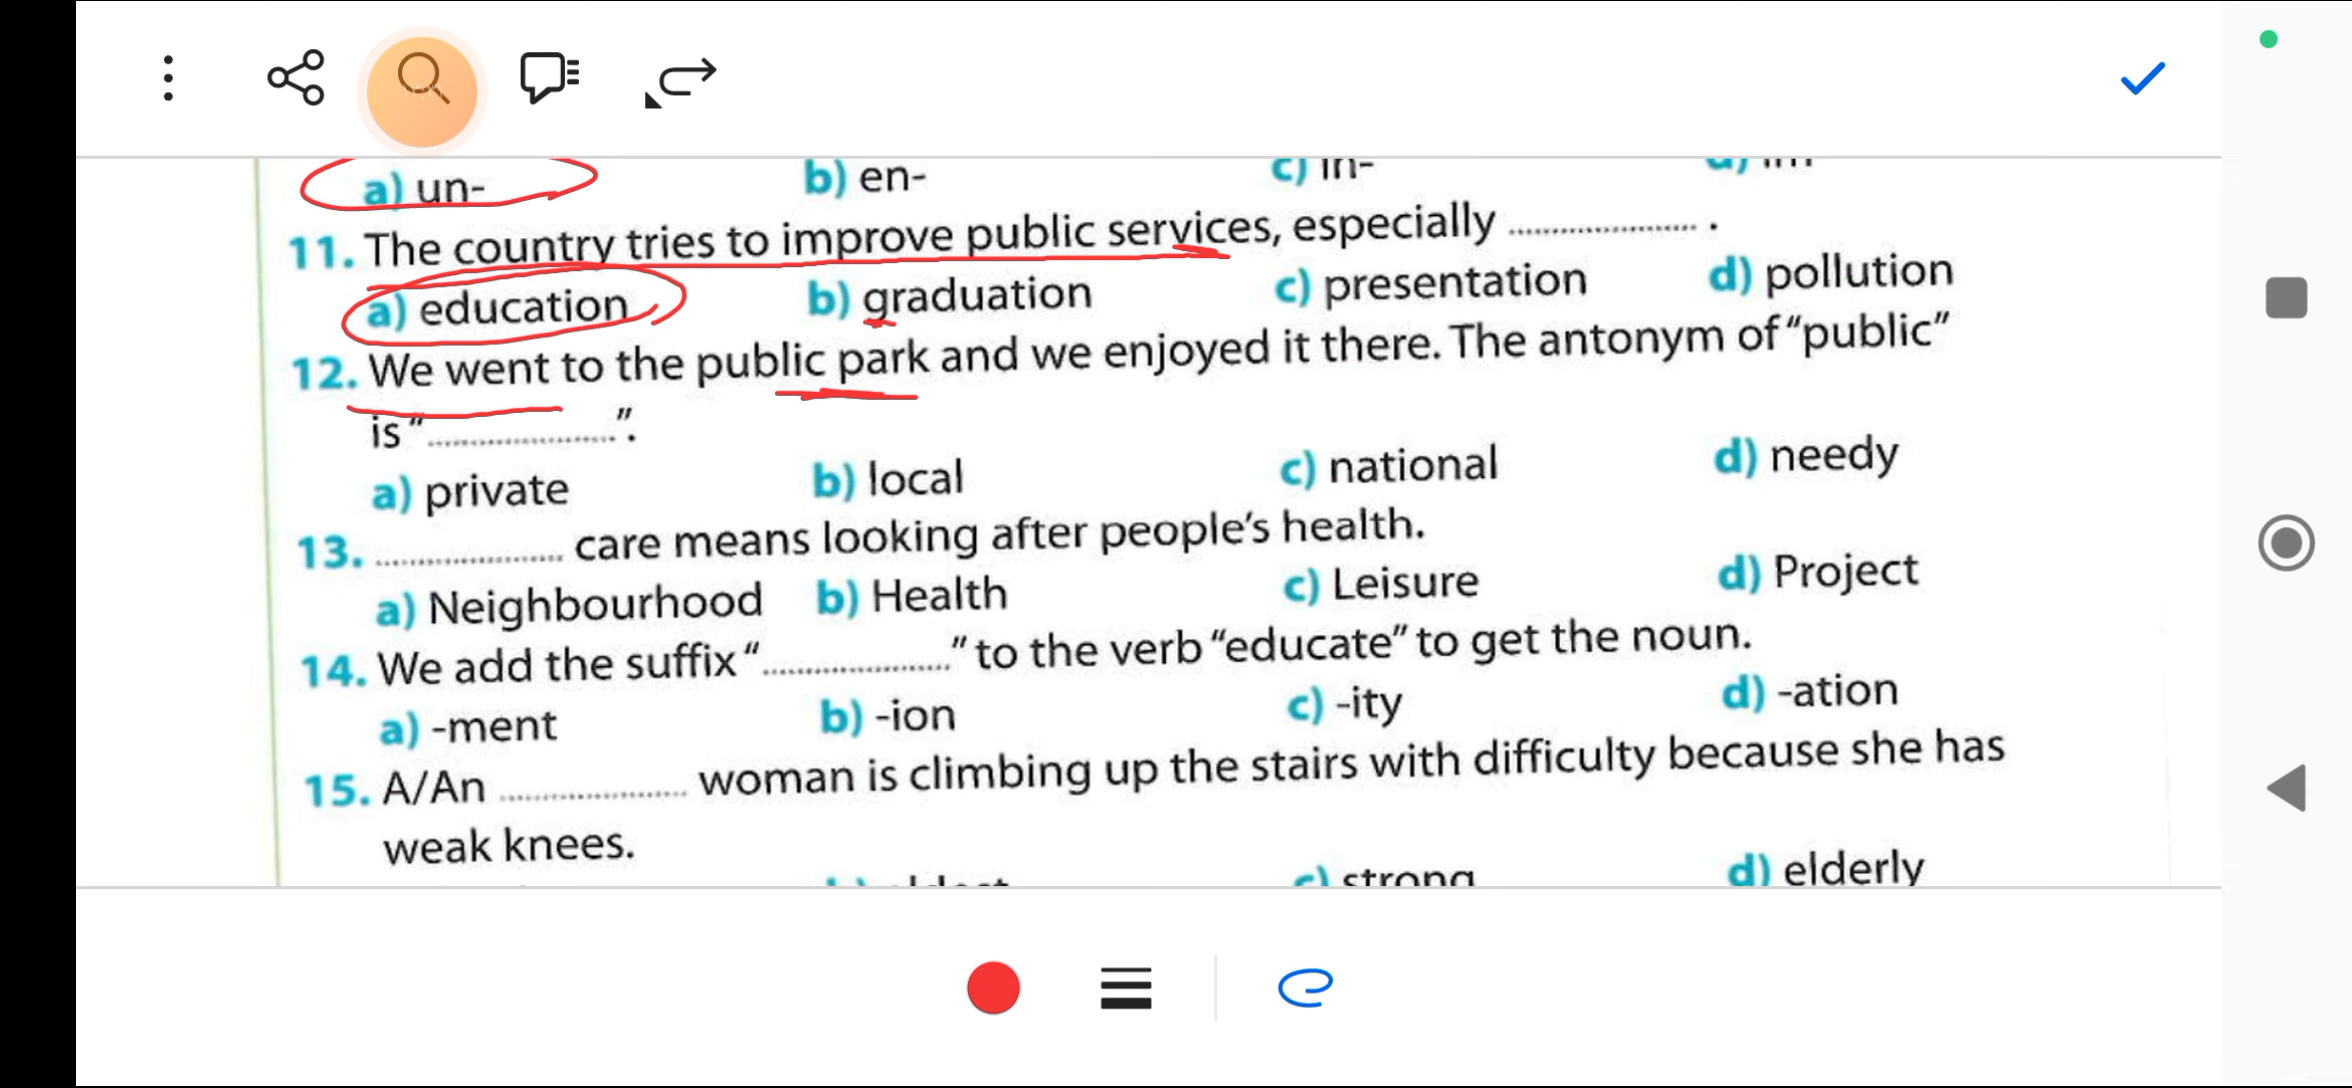 a) un-    b) en-    c) in-
11. The country tries to improve public services, especially .................... .
a) education    b) graduation    c) presentation    d) pollution
12. We went to the public park and we enjoyed it there. The antonym of “public”
is “....................”.
a) private    b) local    c) national    d) needy
13. .................... care means looking after people’s health.
a) Neighbourhood    b) Health    c) Leisure    d) Project
14. We add the suffix “....................” to the verb “educate” to get the noun.
a) -ment    b) -ion    c) -ity    d) -ation
15. A/An .................... woman is climbing up the stairs with difficulty because she has
weak knees.
c) strong    d) elderly